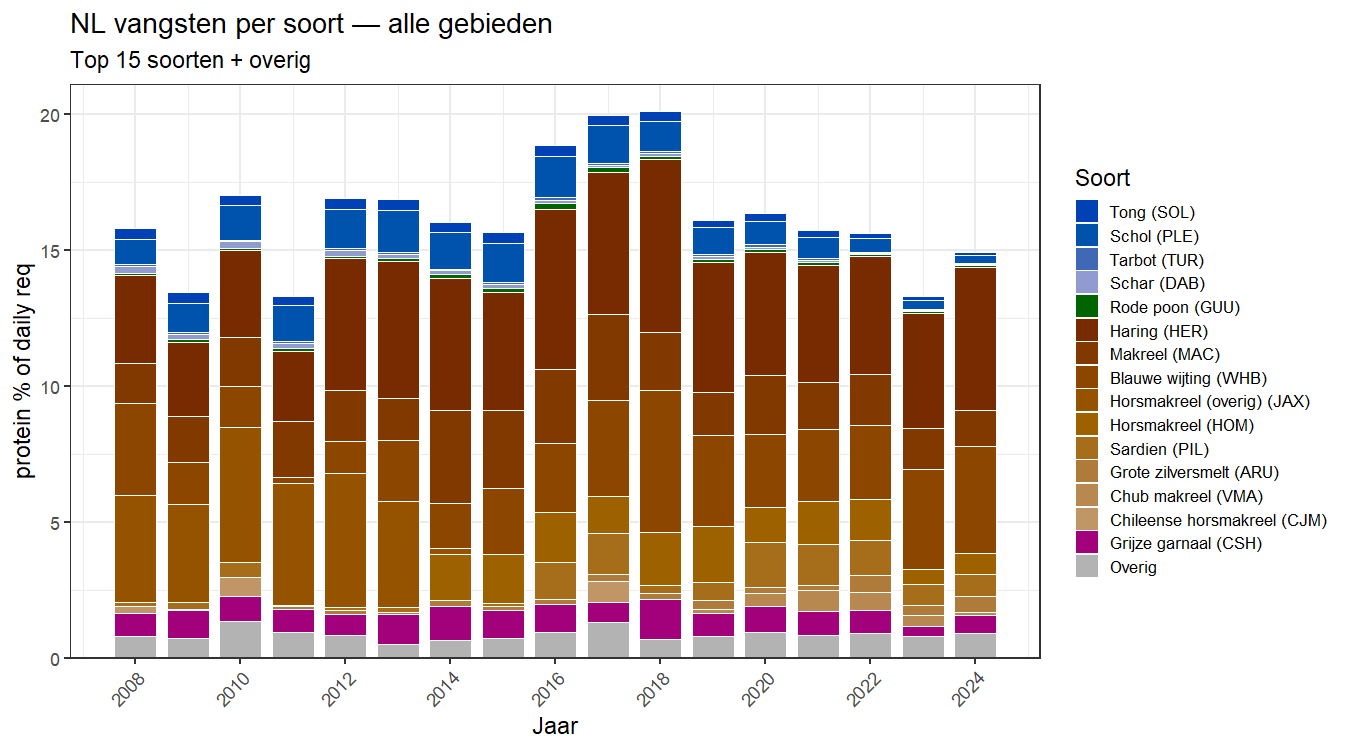 NL vangsten per soort — alle gebieden
Top 15 soorten + overig
protein % of daily req
20
15
10
5
0
2008
2010
2012
2014
2016
2018
2020
2022
2024
Jaar
Soort
Tong (SOL)
Schol (PLE)
Tarbot (TUR)
Schar (DAB)
Rode poon (GUU)
Haring (HER)
Makreel (MAC)
Blauwe wijting (WHB)
Horsmakreel (overig) (JAX)
Horsmakreel (HOM)
Sardien (PIL)
Grote zilversmelt (ARU)
Chub makreel (VMA)
Chileense horsmakreel (CJM)
Grijze garnaal (CSH)
Overig